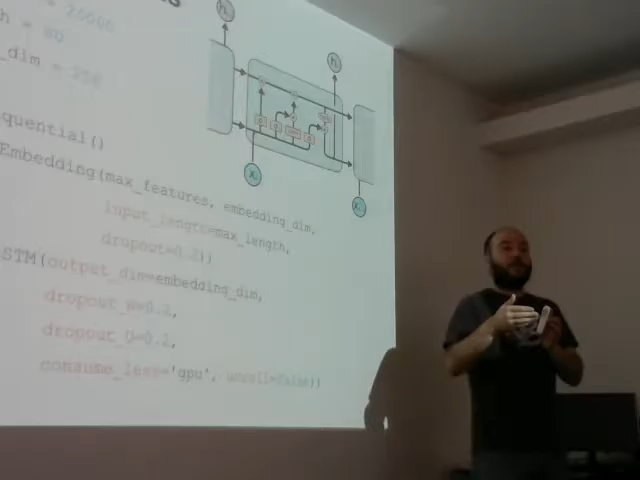 = 20000
h = 80
_dim = 256
quential()
Embedding(max_features, embedding_dim,
input_length=max_length,
dropout=0.2))
STM(output_dim=embedding_dim,
dropout_W=0.2,
dropout_U=0.2,
consume_less='gpu',